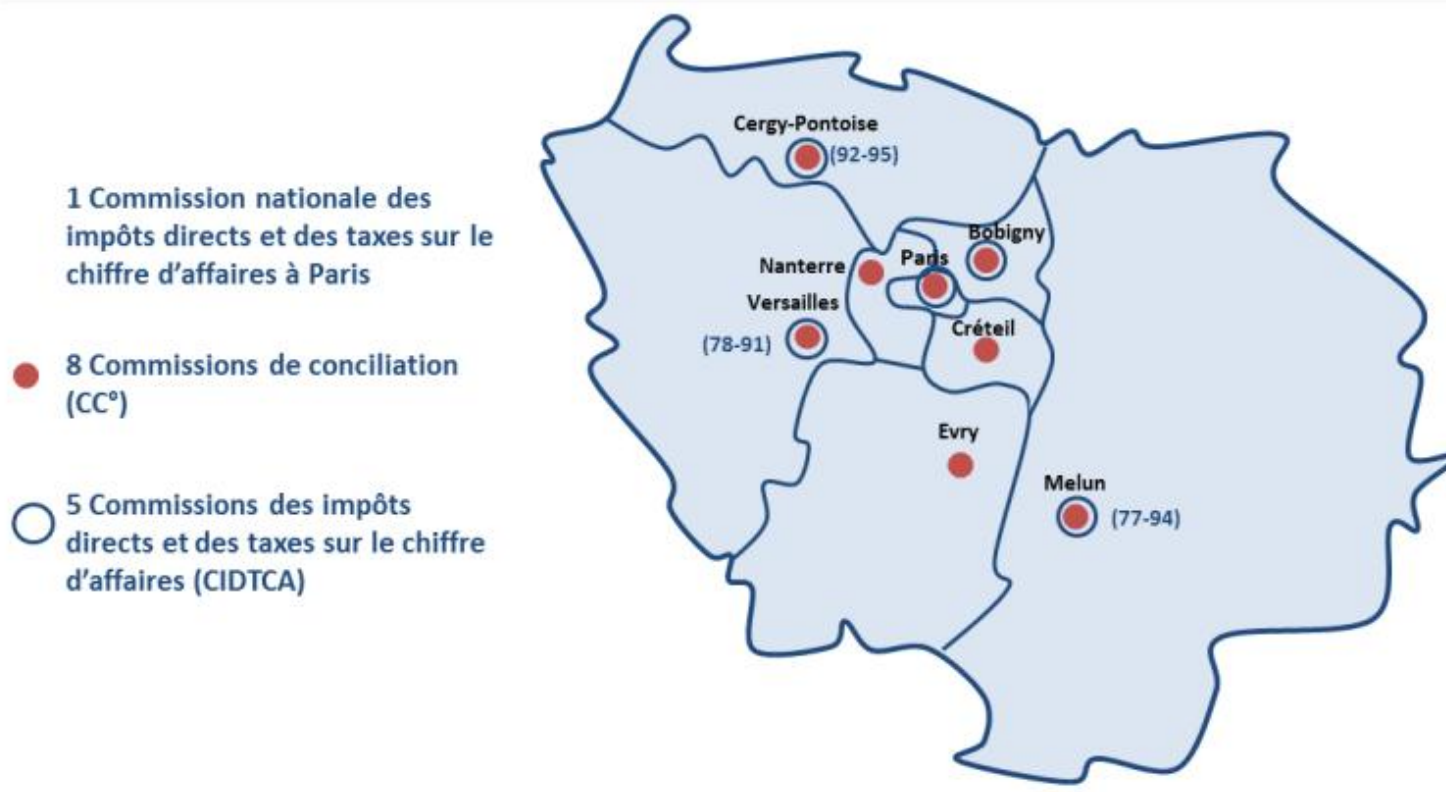 1 Commission nationale des
impôts directs et des taxes sur le
chiffre d'affaires à Paris
8 Commissions de conciliation
(CC°)
5 Commissions des impôts
directs et des taxes sur le chiffre
d'affaires (CIDTCA)
Cergy-Pontoise
(92-95)
Bobigny
Nanterre
Paris
Versailles
(78-91)
Créteil
Evry
Melun
(77-94)